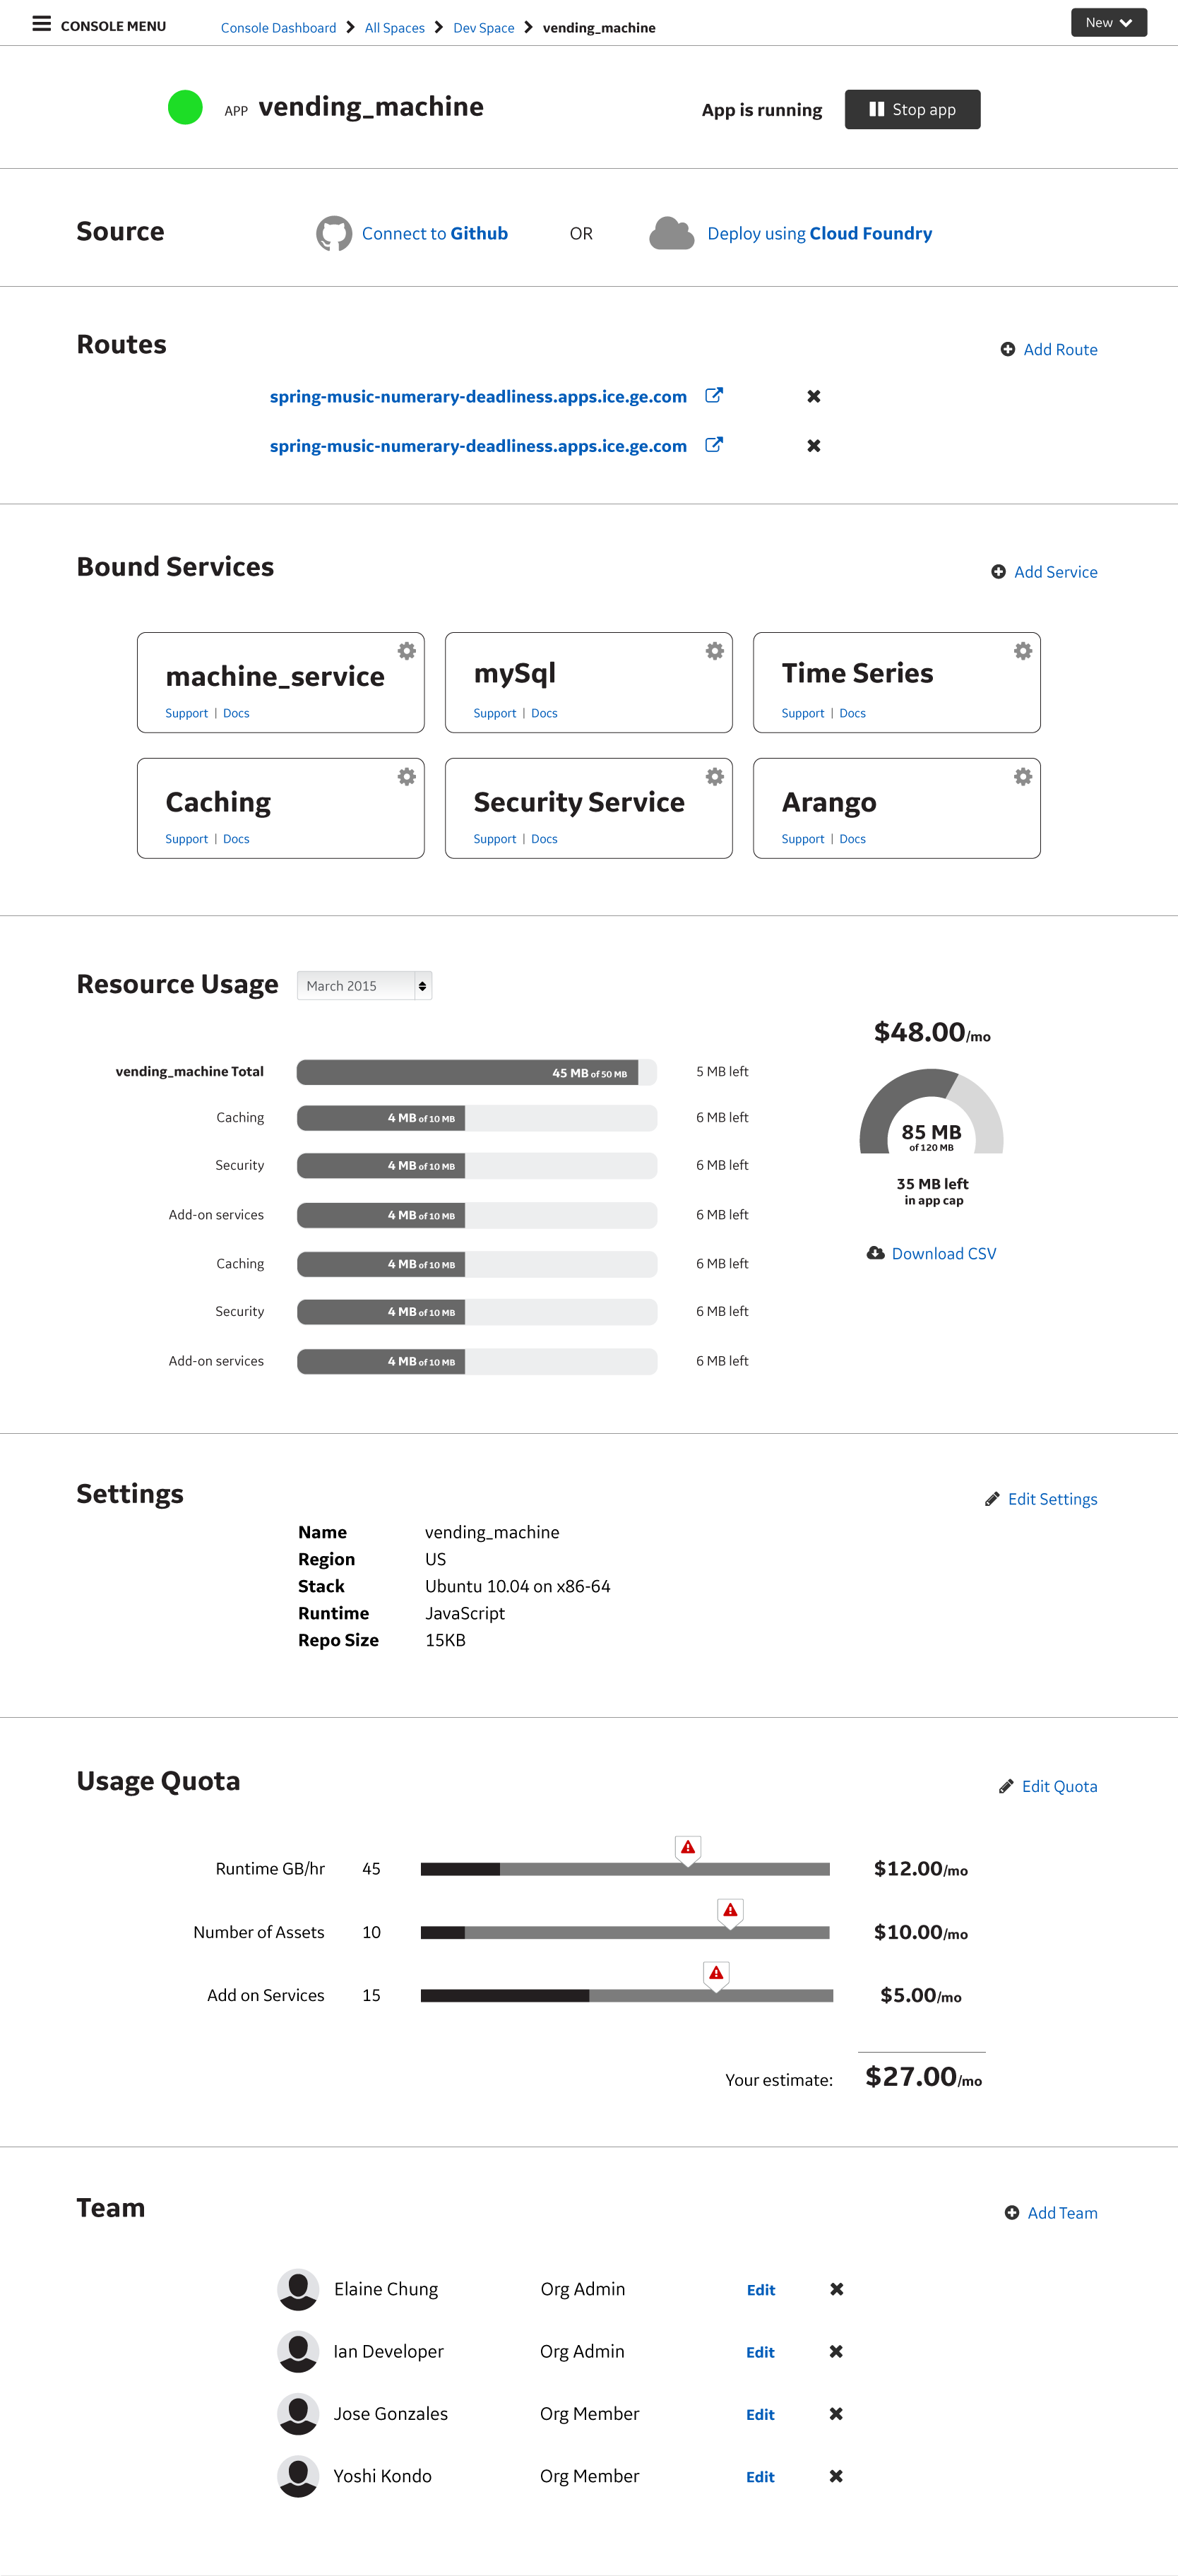 CONSOLE MENU
Console Dashboard All Spaces Dev Space vending_machine
New
APP vending_machine
App is running Stop app
Source
Connect to Github OR Deploy using Cloud Foundry
Routes
Add Route
spring-music-numerary-deadliness.apps.ice.ge.com
spring-music-numerary-deadliness.apps.ice.ge.com
Bound Services
Add Service
machine_service
Support | Docs
mySql
Support | Docs
Time Series
Support | Docs
Caching
Support | Docs
Security Service
Support | Docs
Arango
Support | Docs
Resource Usage March 2015
vending_machine Total 45 MB of 50 MB 5 MB left
Caching 4 MB of 10 MB 6 MB left
Security 4 MB of 10 MB 6 MB left
Add-on services 4 MB of 10 MB 6 MB left
Caching 4 MB of 10 MB 6 MB left
Security 4 MB of 10 MB 6 MB left
Add-on services 4 MB of 10 MB 6 MB left
$48.00/mo
85 MB
of 120 MB
35 MB left
in app cap
Download CSV
Settings
Edit Settings
Name vending_machine
Region US
Stack Ubuntu 10.04 on x86-64
Runtime JavaScript
Repo Size 15KB
Usage Quota
Edit Quota
Runtime GB/hr 45 $12.00/mo
Number of Assets 10 $10.00/mo
Add on Services 15 $5.00/mo
Your estimate: $27.00/mo
Team
Add Team
Elaine Chung Org Admin Edit
Ian Developer Org Admin Edit
Jose Gonzales Org Member Edit
Yoshi Kondo Org Member Edit